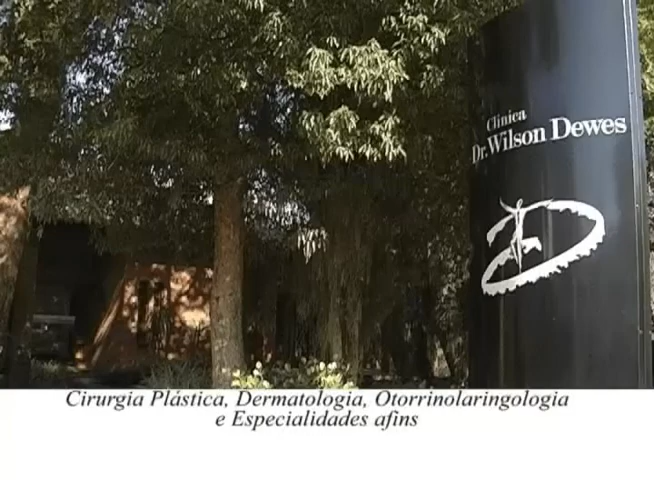 Clínica
Dr. Wilson Dewes
Cirurgia Plástica, Dermatologia, Otorrinolaringologia
e Especialidades afins